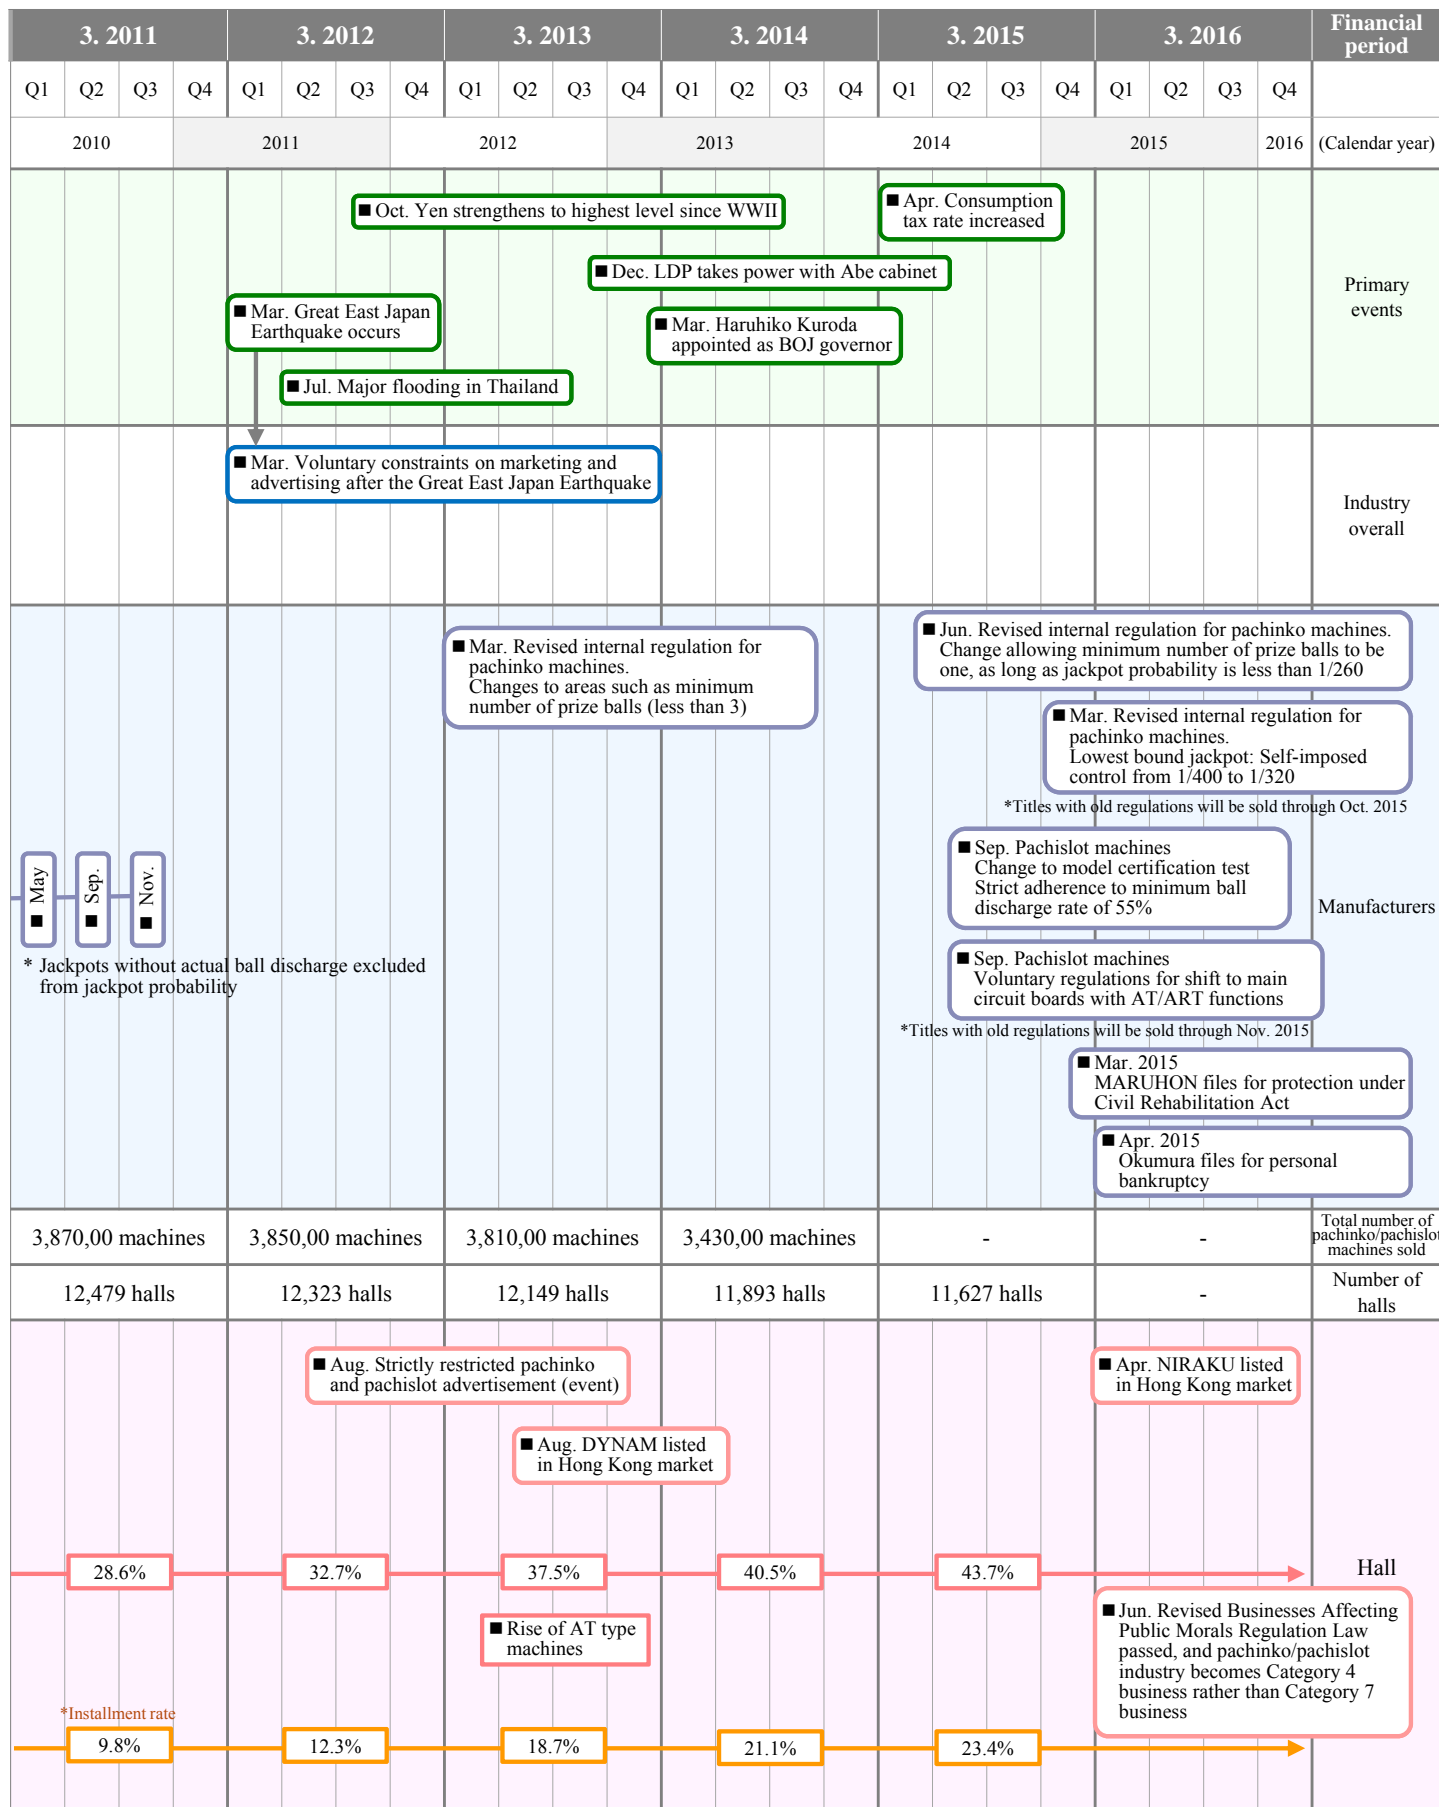 3. 2011 3. 2012 3. 2013 3. 2014 3. 2015 3. 2016 Financial
period
Q1 Q2 Q3 Q4 Q1 Q2 Q3 Q4 Q1 Q2 Q3 Q4 Q1 Q2 Q3 Q4 Q1 Q2 Q3 Q4 Q1 Q2 Q3 Q4
2010 2011 2012 2013 2014 2015 2016 (Calendar year)
■ Oct. Yen strengthens to highest level since WWII
■ Apr. Consumption
tax rate increased
■ Dec. LDP takes power with Abe cabinet
■ Mar. Great East Japan
Earthquake occurs
■ Mar. Haruhiko Kuroda
appointed as BOJ governor
■ Jul. Major flooding in Thailand
Primary
events
■ Mar. Voluntary constraints on marketing and
advertising after the Great East Japan Earthquake
Industry
overall
■ Mar. Revised internal regulation for
pachinko machines.
Changes to areas such as minimum
number of prize balls (less than 3)
■ Jun. Revised internal regulation for pachinko machines.
Change allowing minimum number of prize balls to be
one, as long as jackpot probability is less than 1/260
■ Mar. Revised internal regulation for
pachinko machines.
Lowest bound jackpot: Self-imposed
control from 1/400 to 1/320
*Titles with old regulations will be sold through Oct. 2015
■ May
■ Sep.
■ Nov.
* Jackpots without actual ball discharge excluded
from jackpot probability
■ Sep. Pachislot machines
Change to model certification test
Strict adherence to minimum ball
discharge rate of 55%
Manufacturers
■ Sep. Pachislot machines
Voluntary regulations for shift to main
circuit boards with AT/ART functions
*Titles with old regulations will be sold through Nov. 2015
■ Mar. 2015
MARUHON files for protection under
Civil Rehabilitation Act
■ Apr. 2015
Okumura files for personal
bankruptcy
3,870,00 machines 3,850,00 machines 3,810,00 machines 3,430,00 machines - -
Total number of
pachinko/pachislot
machines sold
12,479 halls 12,323 halls 12,149 halls 11,893 halls 11,627 halls -
Number of
halls
■ Aug. Strictly restricted pachinko
and pachislot advertisement (event)
■ Apr. NIRAKU listed
in Hong Kong market
■ Aug. DYNAM listed
in Hong Kong market
28.6% 32.7% 37.5% 40.5% 43.7%
Hall
■ Rise of AT type
machines
■ Jun. Revised Businesses Affecting
Public Morals Regulation Law
passed, and pachinko/pachislot
industry becomes Category 4
business rather than Category 7
business
*Installment rate
9.8% 12.3% 18.7% 21.1% 23.4%